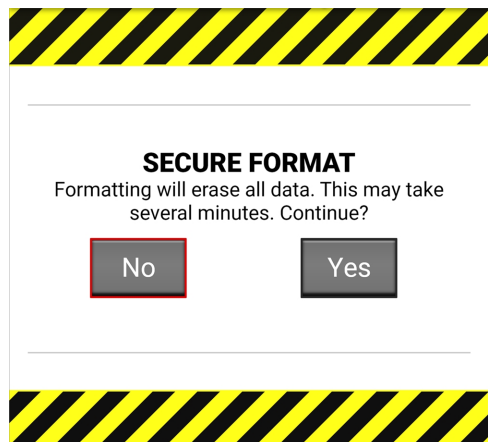 SECURE FORMAT
Formatting will erase all data. This may take
several minutes. Continue?
No
Yes